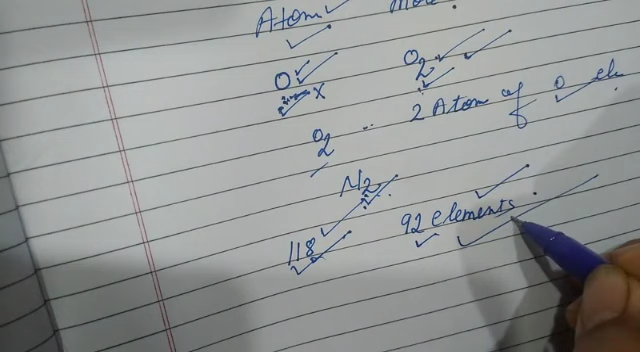 Atom
O O2
O2 2 Atom of O
N2
118 92 elements